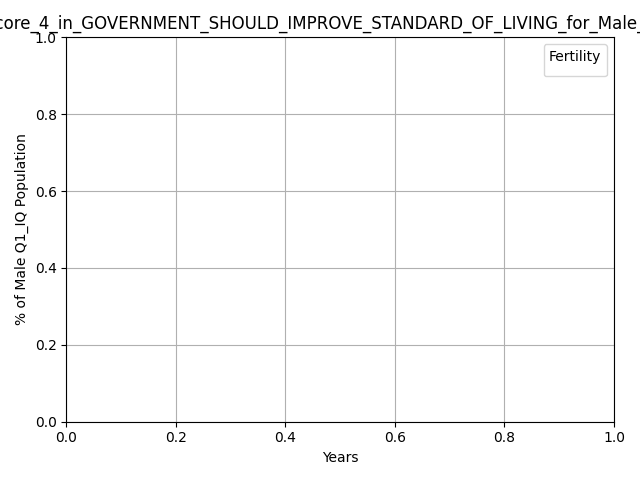 core_4_in_GOVERNMENT_SHOULD_IMPROVE_STANDARD_OF_LIVING_for_Male_
Fertility
1.0
0.8
0.6
0.4
0.2
0.0
% of Male Q1_IQ Population
0.0 0.2 0.4 0.6 0.8 1.0
Years